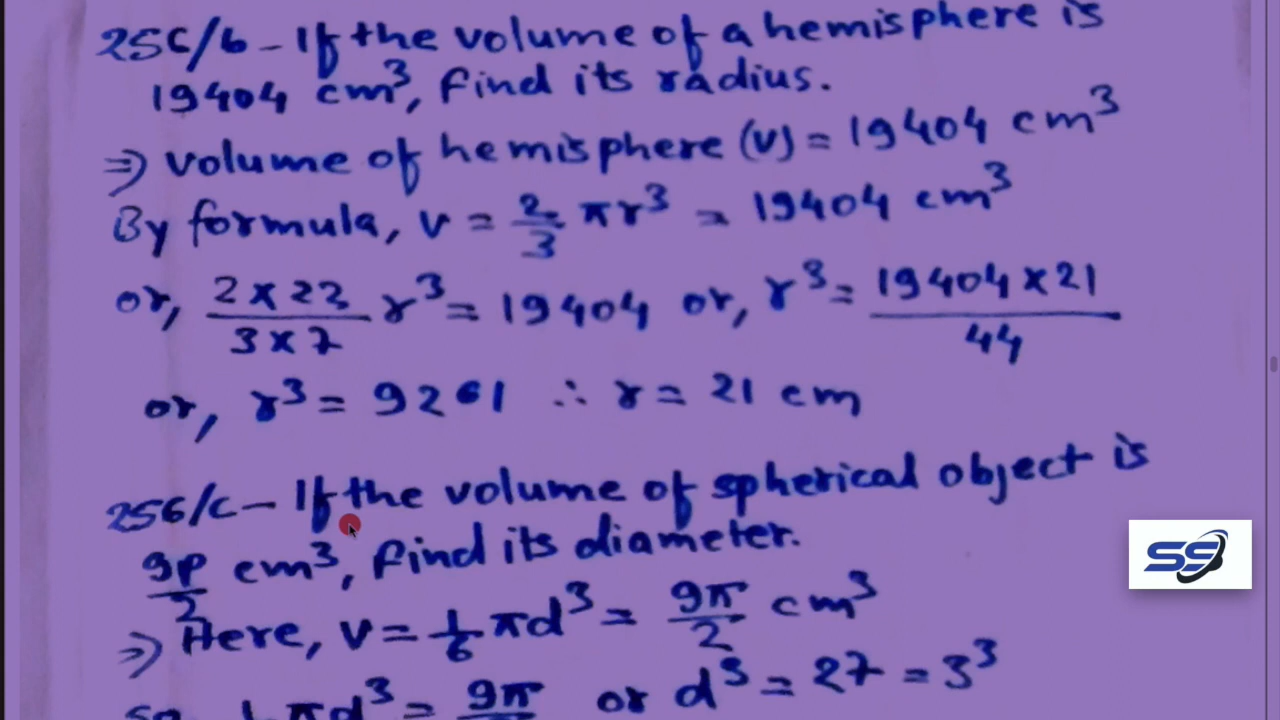 25C/b - If the volume of a hemisphere is
19404 cm³, find its radius.
⇒ volume of hemisphere (v) = 19404 cm³
By formula, v = 2/3 πr³ = 19404 cm³
or, (2 × 22)/(3 × 7) r³ = 19404 or, r³ = (19404 × 21)/44
or, r³ = 9261 ∴ r = 21 cm
256/c - If the volume of spherical object is
9p/2 cm³, find its diameter.
⇒ Here, v = 1/6 πd³ = 9π/2 cm³
πd³ = 9π or d³ = 27 = 3³
SS